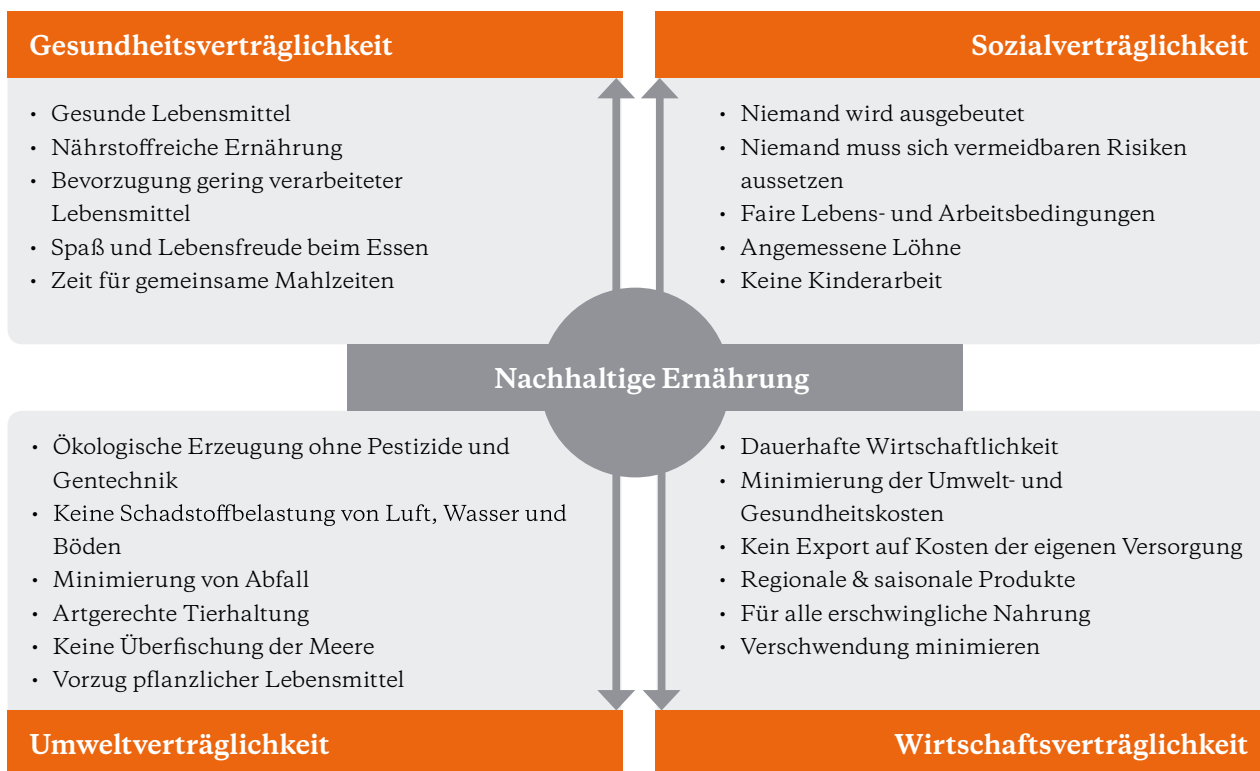 Gesundheitsverträglichkeit
• Gesunde Lebensmittel
• Nährstoffreiche Ernährung
• Bevorzugung gering verarbeiteter
Lebensmittel
• Spaß und Lebensfreude beim Essen
• Zeit für gemeinsame Mahlzeiten
Sozialverträglichkeit
• Niemand wird ausgebeutet
• Niemand muss sich vermeidbaren Risiken
aussetzen
• Faire Lebens- und Arbeitsbedingungen
• Angemessene Löhne
• Keine Kinderarbeit
Nachhaltige Ernährung
• Ökologische Erzeugung ohne Pestizide und
Gentechnik
• Keine Schadstoffbelastung von Luft, Wasser und
Böden
• Minimierung von Abfall
• Artgerechte Tierhaltung
• Keine Überfischung der Meere
• Vorzug pflanzlicher Lebensmittel
Umweltverträglichkeit
• Dauerhafte Wirtschaftlichkeit
• Minimierung der Umwelt- und
Gesundheitskosten
• Kein Export auf Kosten der eigenen Versorgung
• Regionale & saisonale Produkte
• Für alle erschwingliche Nahrung
• Verschwendung minimieren
Wirtschaftsverträglichkeit